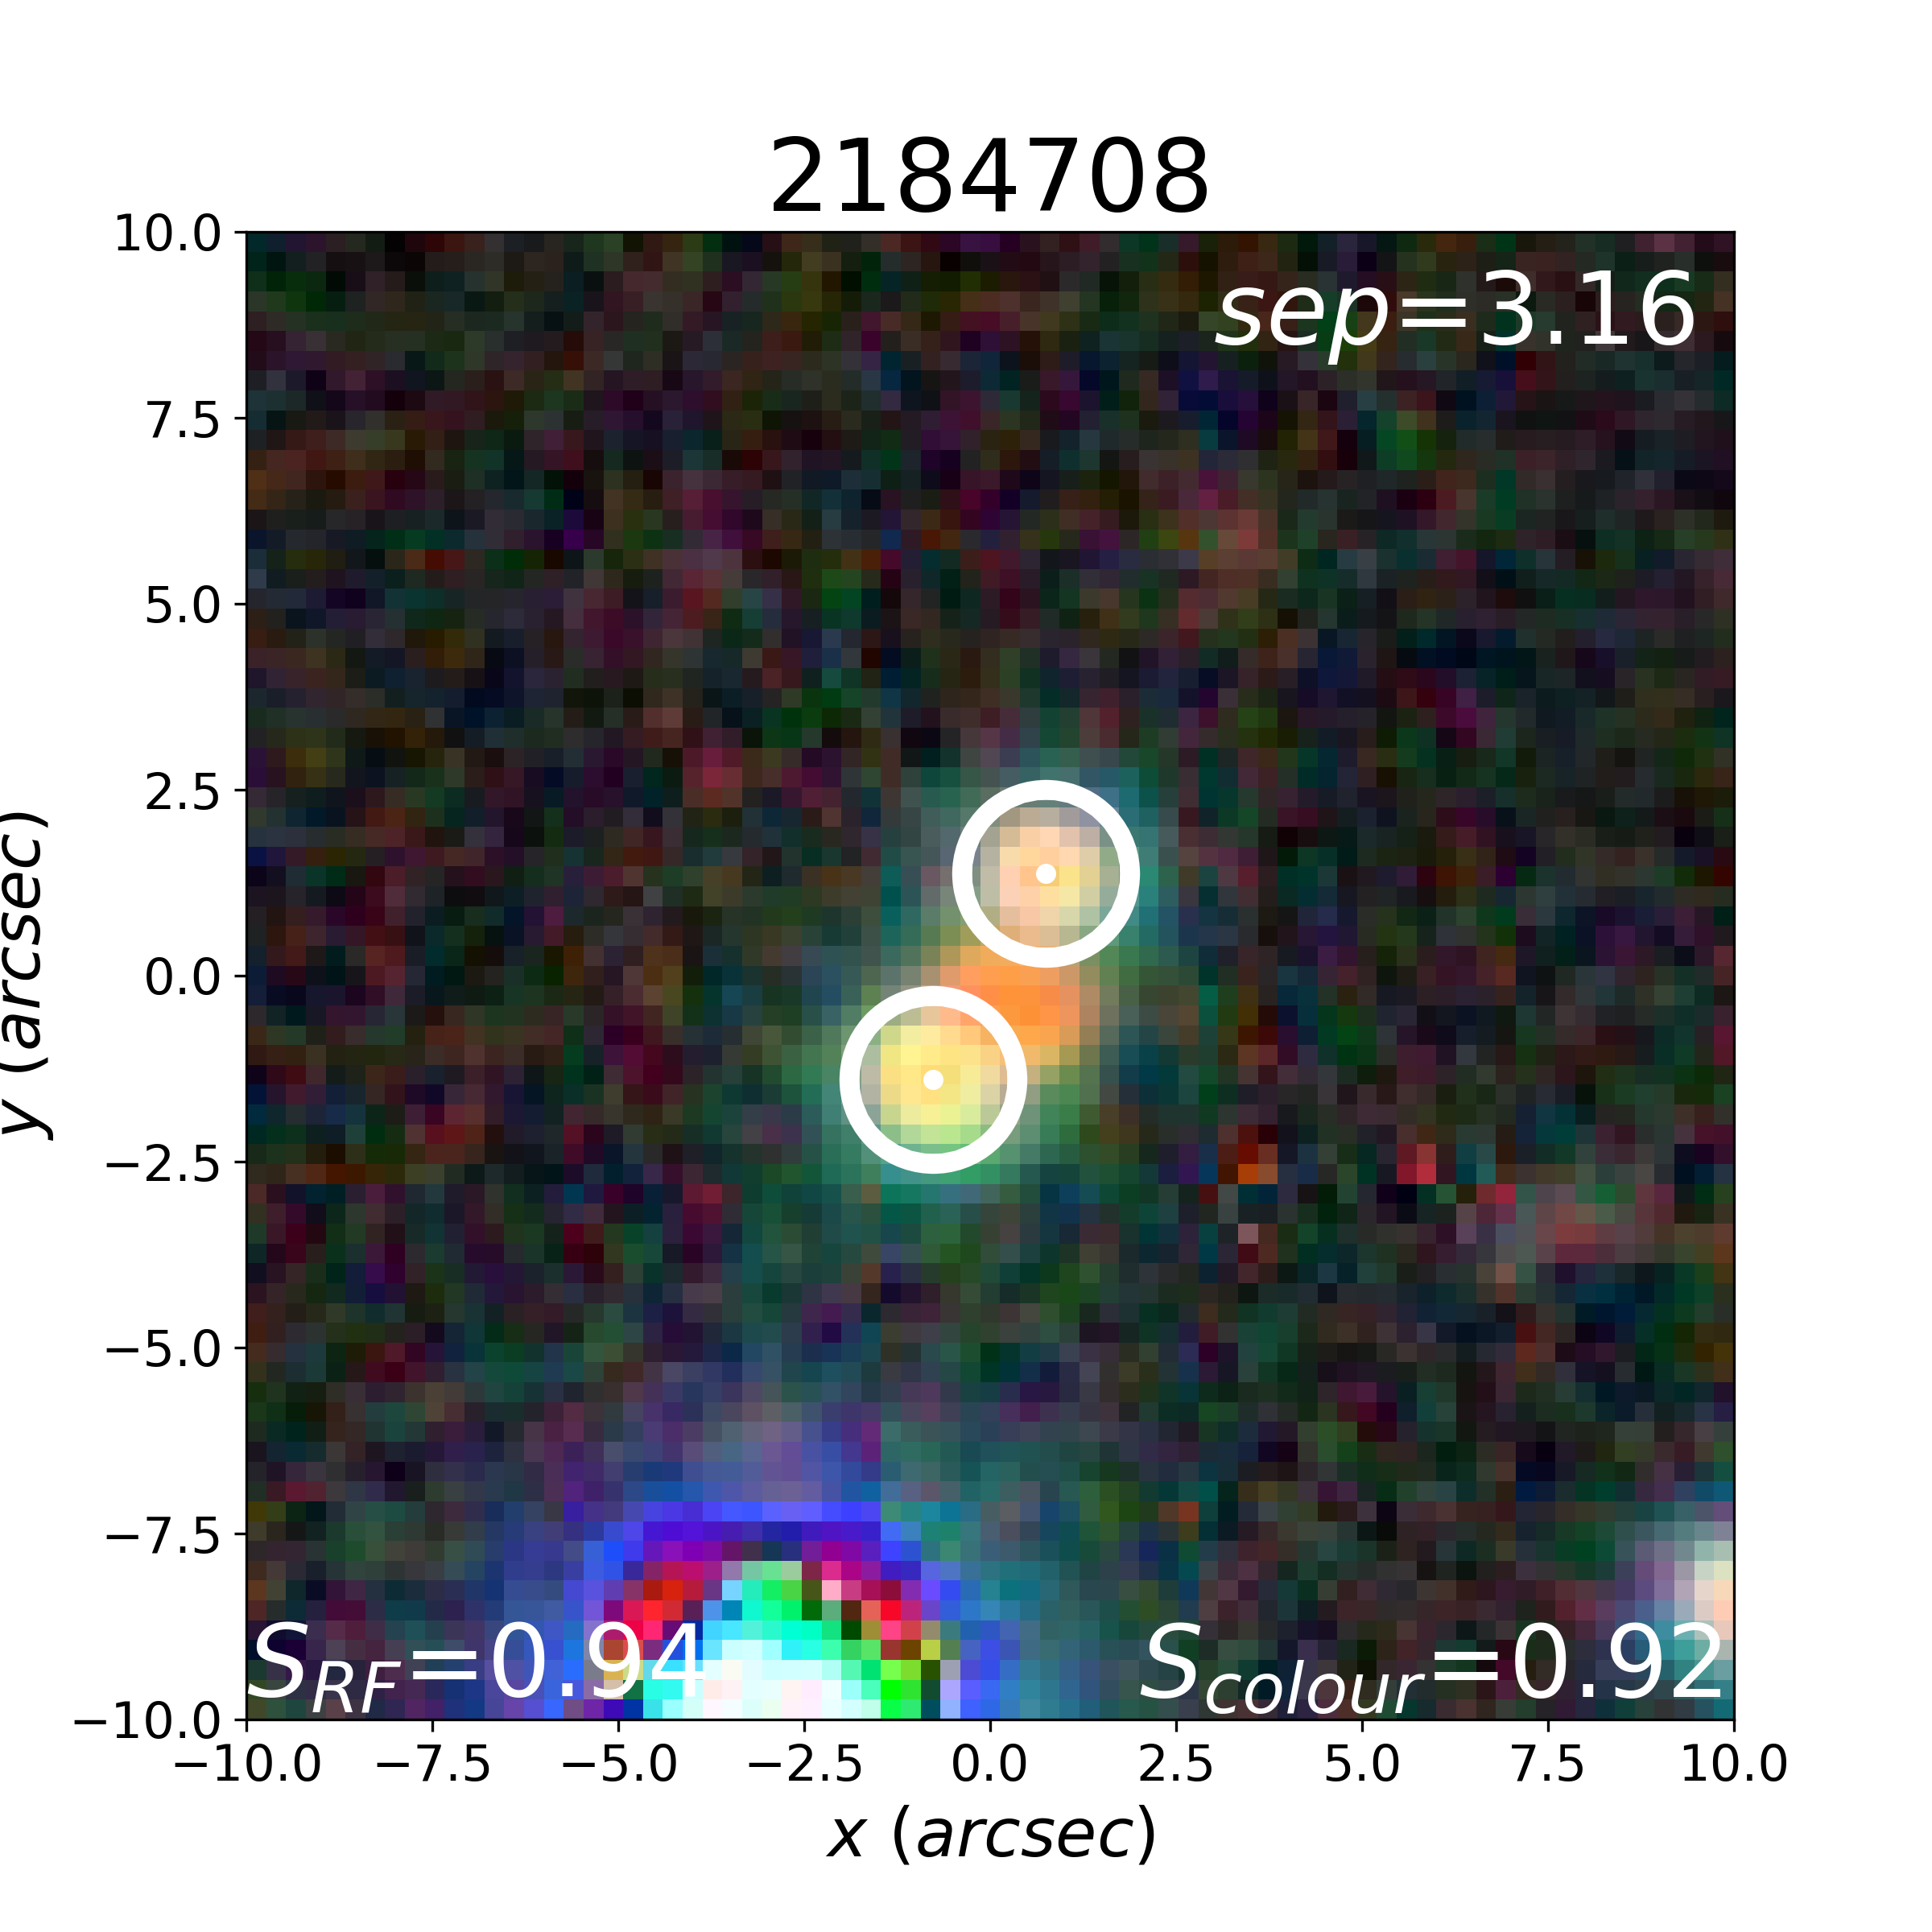 2184708
sep=3.16
10.0
7.5
5.0
2.5
0.0
−2.5
−5.0
−7.5
−10.0
y (arcsec)
S_RF=0.94
S_colour=0.92
−10.0 −7.5 −5.0 −2.5 0.0 2.5 5.0 7.5 10.0
x (arcsec)